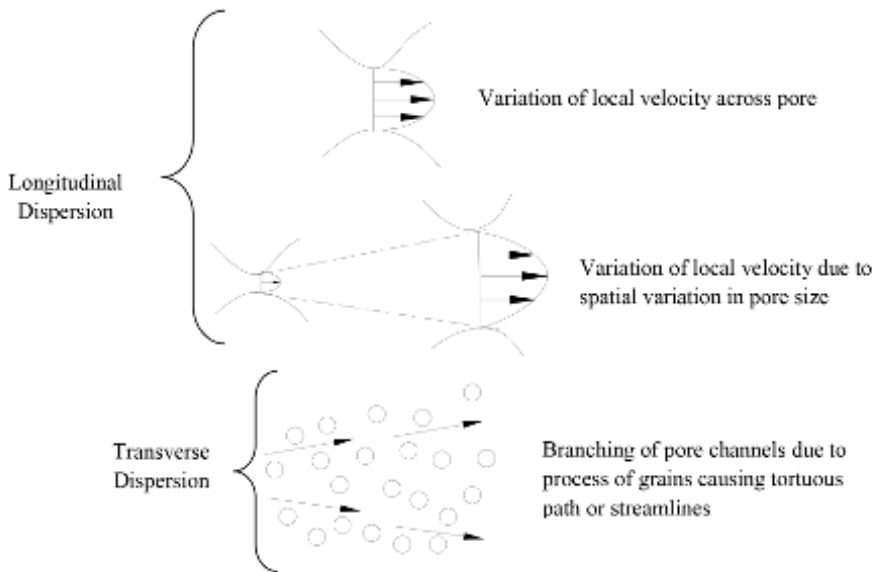 Variation of local velocity across pore
Longitudinal
Dispersion
Variation of local velocity due to
spatial variation in pore size
Transverse
Dispersion
Branching of pore channels due to
process of grains causing tortuous
path or streamlines